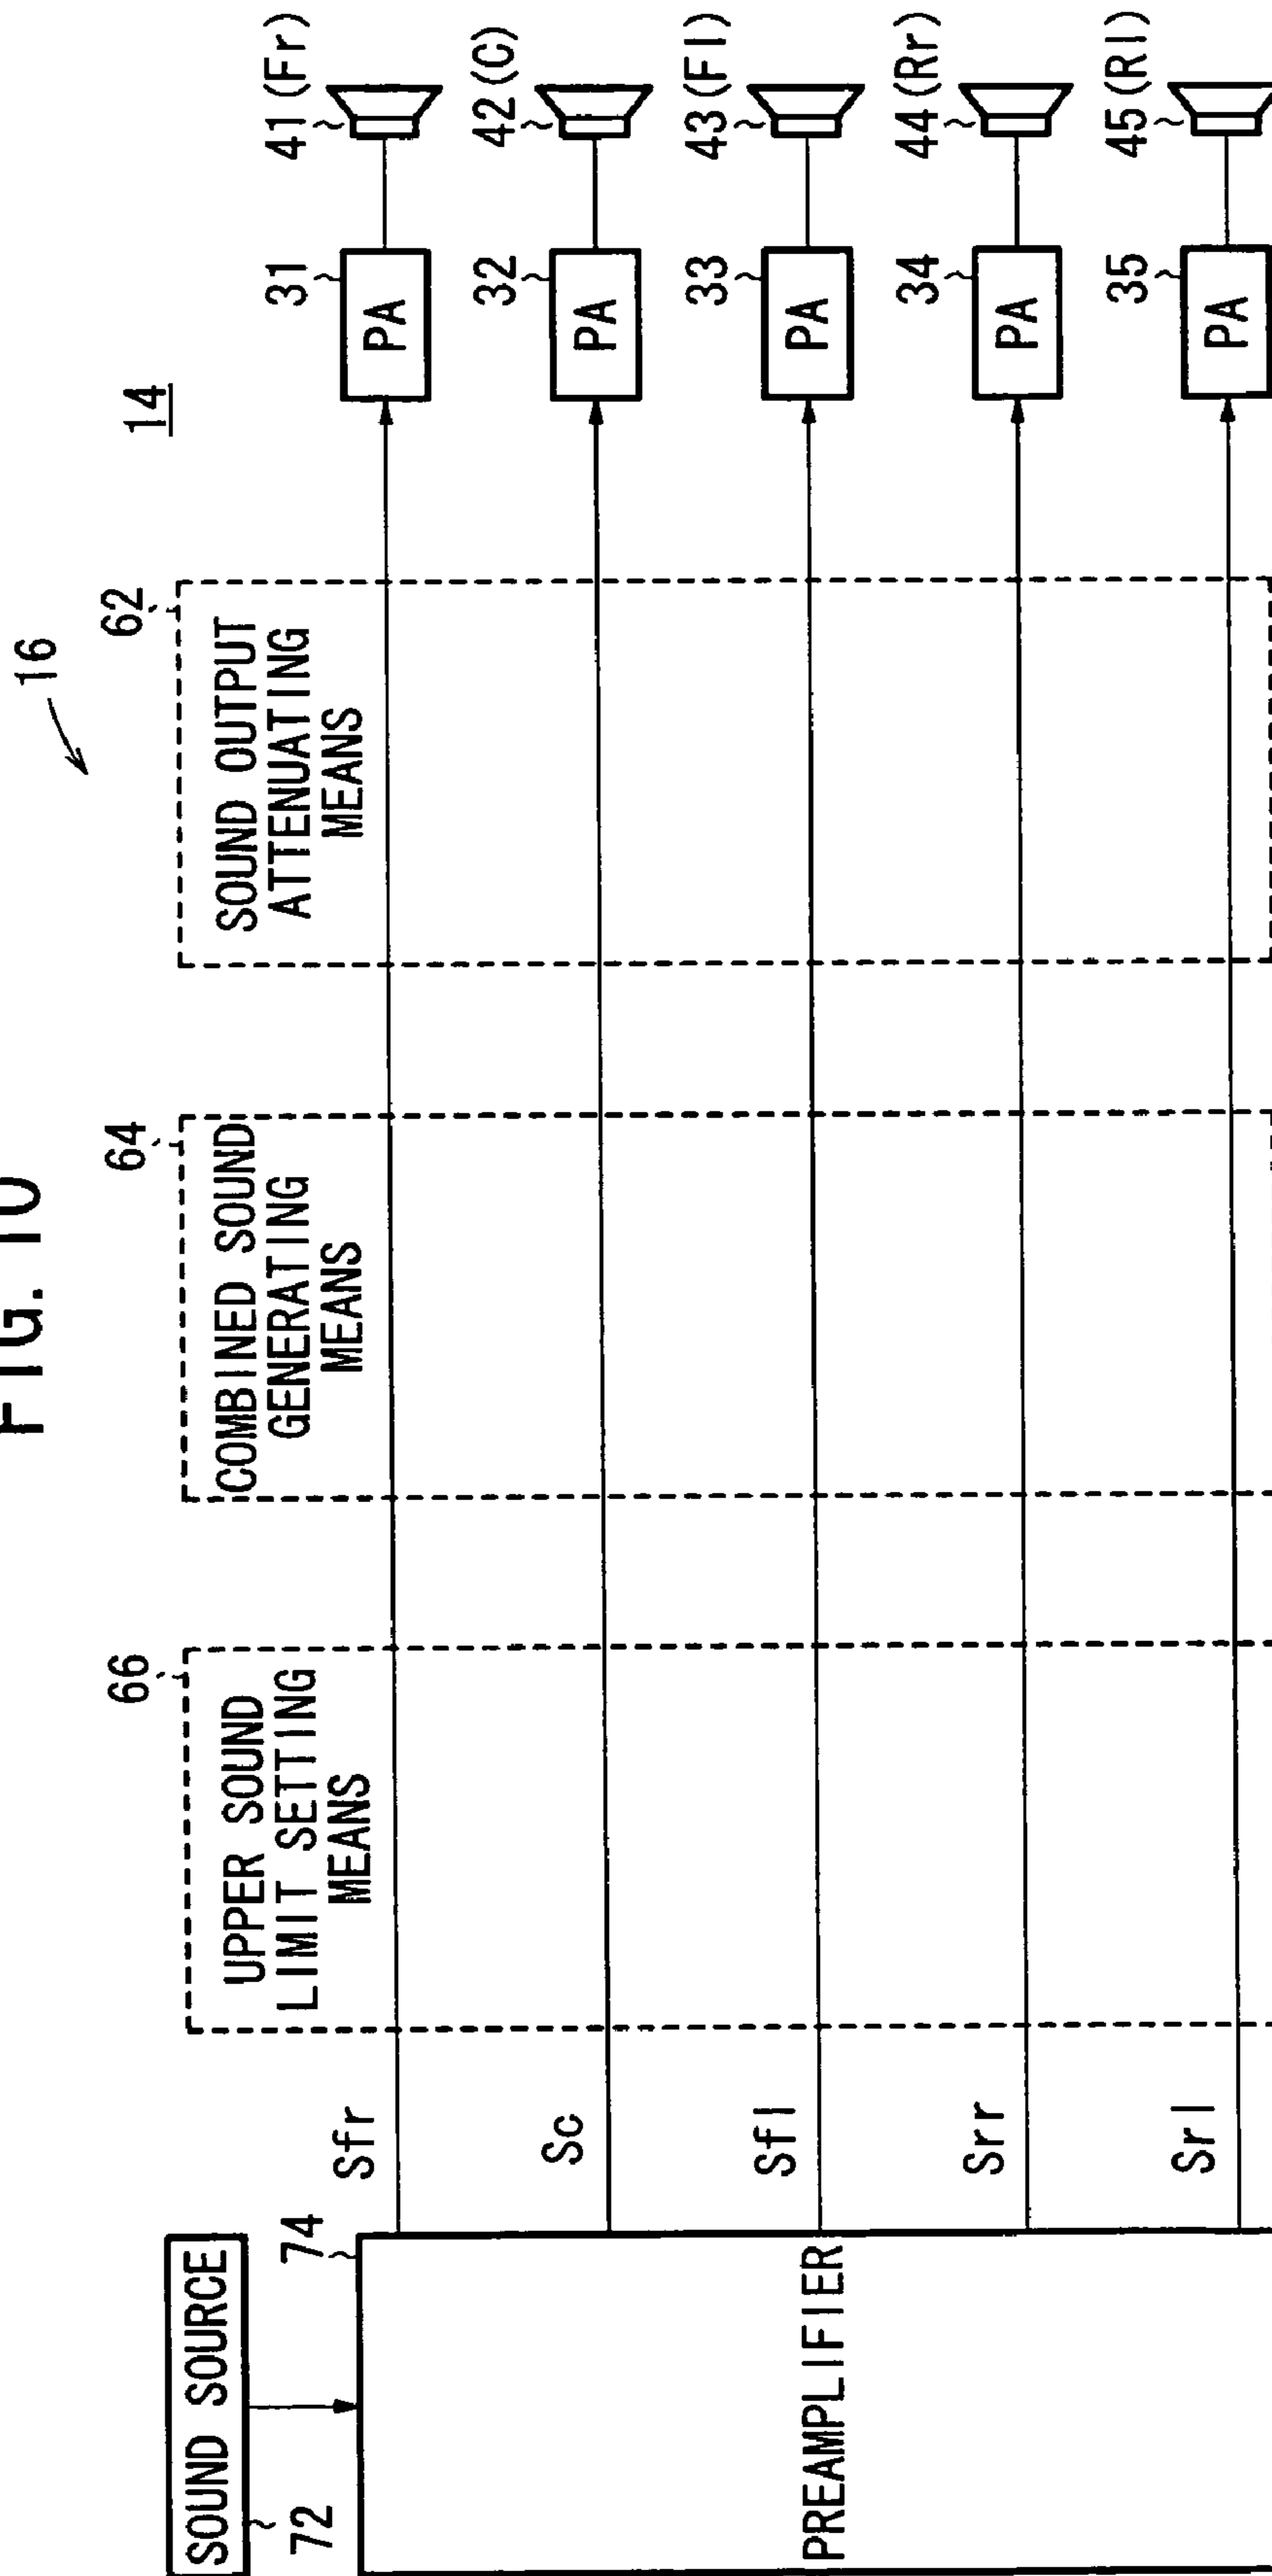 FIG. 10
16
14
SOUND SOURCE
72
74
PREAMPLIFIER
66
UPPER SOUND
LIMIT SETTING
MEANS
64
COMBINED SOUND
GENERATING
MEANS
62
SOUND OUTPUT
ATTENUATING
MEANS
Sfr
31
PA
41(Fr)
Sc
32
PA
42(C)
Sfl
33
PA
43(Fl)
Srr
34
PA
44(Rr)
Srl
35
PA
45(Rl)